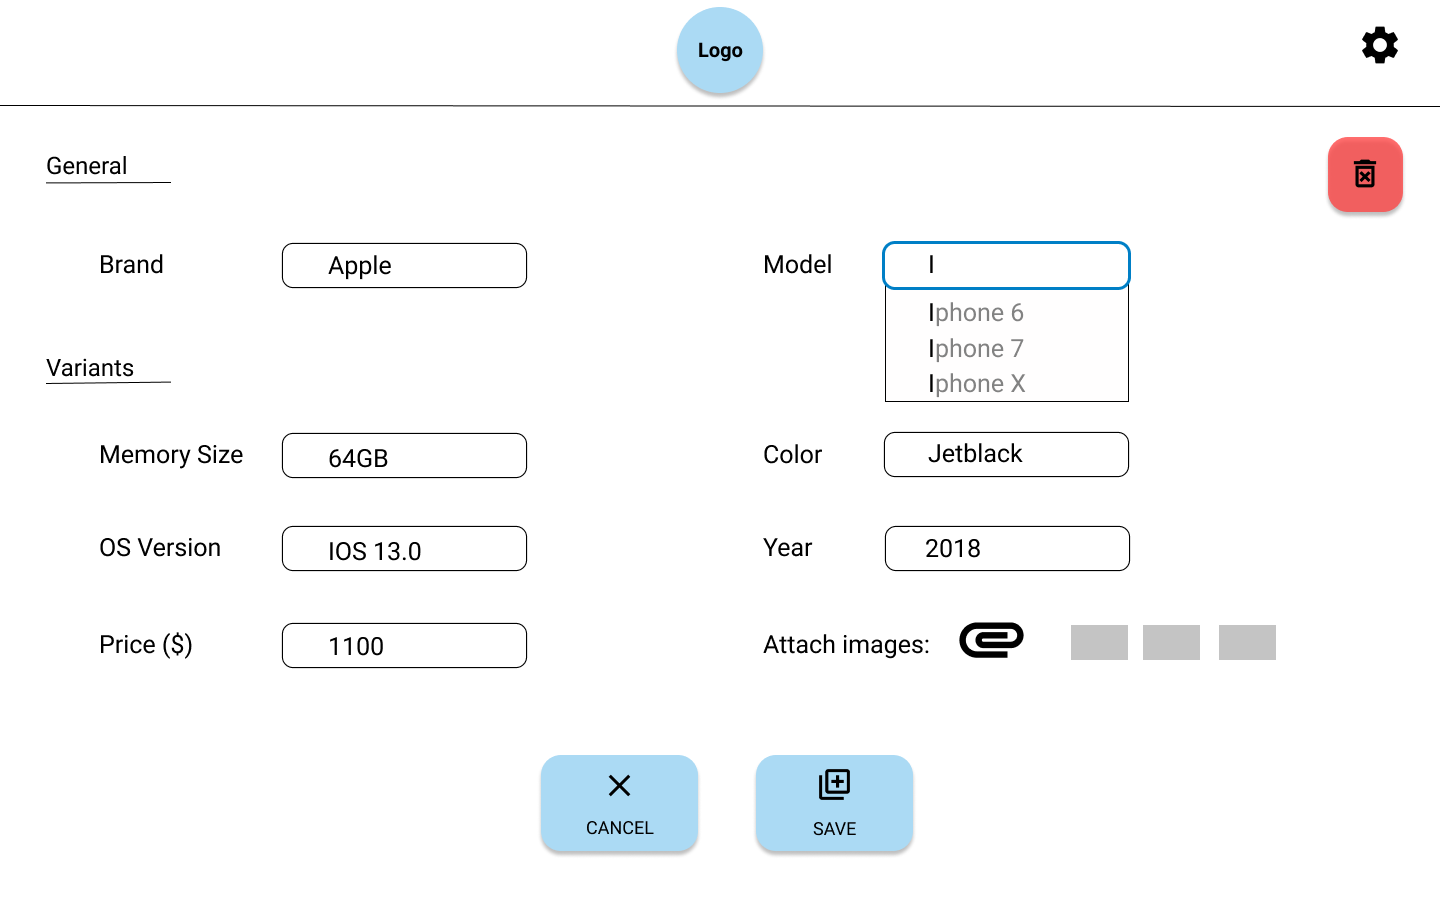 Logo
General
Brand
Apple
Model
I
Iphone 6
Iphone 7
Iphone X
Variants
Memory Size
64GB
Color
Jetblack
OS Version
IOS 13.0
Year
2018
Price ($)
1100
Attach images:
CANCEL
SAVE